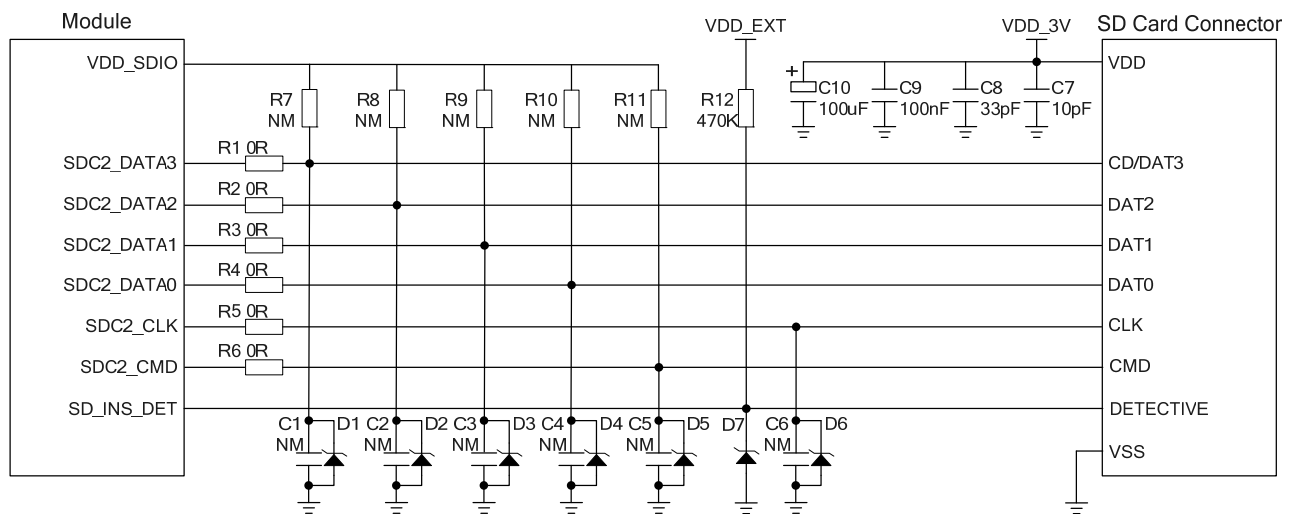 Module
VDD_EXT
VDD_3V
SD Card Connector
VDD_SDIO
VDD
R7
NM
R8
NM
R9
NM
R10
NM
R11
NM
R12
470K
+
C10
100uF
C9
100nF
C8
33pF
C7
10pF
SDC2_DATA3
R1 0R
CD/DAT3
SDC2_DATA2
R2 0R
DAT2
SDC2_DATA1
R3 0R
DAT1
SDC2_DATA0
R4 0R
DAT0
SDC2_CLK
R5 0R
CLK
SDC2_CMD
R6 0R
CMD
SD_INS_DET
DETECTIVE
C1
NM
D1
C2
NM
D2
C3
NM
D3
C4
NM
D4
C5
NM
D5
D7
C6
NM
D6
VSS